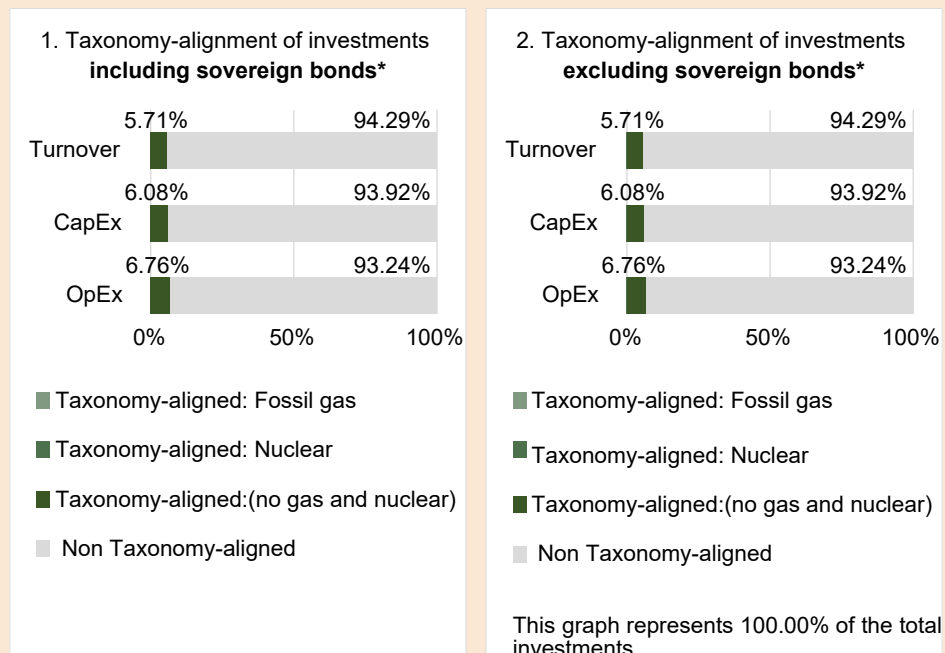 1. Taxonomy-alignment of investments
including sovereign bonds*
5.71% 94.29%
Turnover
6.08% 93.92%
CapEx
6.76% 93.24%
OpEx
0% 50% 100%
Taxonomy-aligned: Fossil gas
Taxonomy-aligned: Nuclear
Taxonomy-aligned:(no gas and nuclear)
Non Taxonomy-aligned
2. Taxonomy-alignment of investments
excluding sovereign bonds*
5.71% 94.29%
Turnover
6.08% 93.92%
CapEx
6.76% 93.24%
OpEx
0% 50% 100%
Taxonomy-aligned: Fossil gas
Taxonomy-aligned: Nuclear
Taxonomy-aligned:(no gas and nuclear)
Non Taxonomy-aligned
This graph represents 100.00% of the total
investments